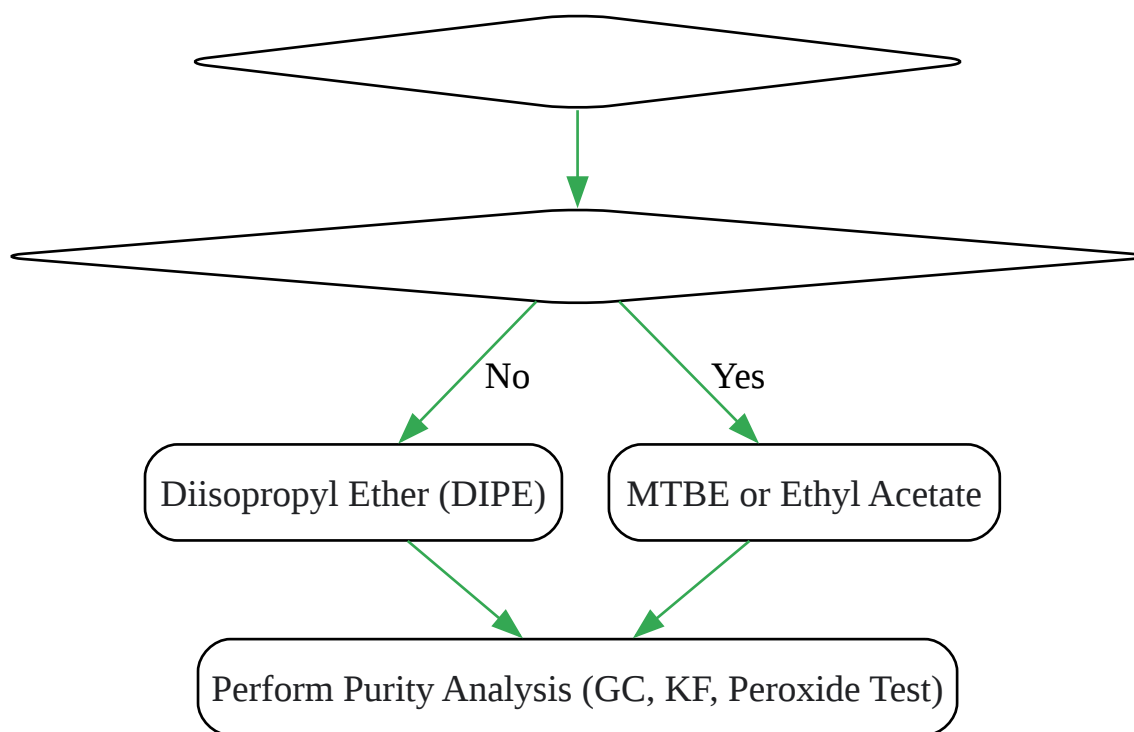 No
Yes
Diisopropyl Ether (DIPE)
MTBE or Ethyl Acetate
Perform Purity Analysis (GC, KF, Peroxide Test)